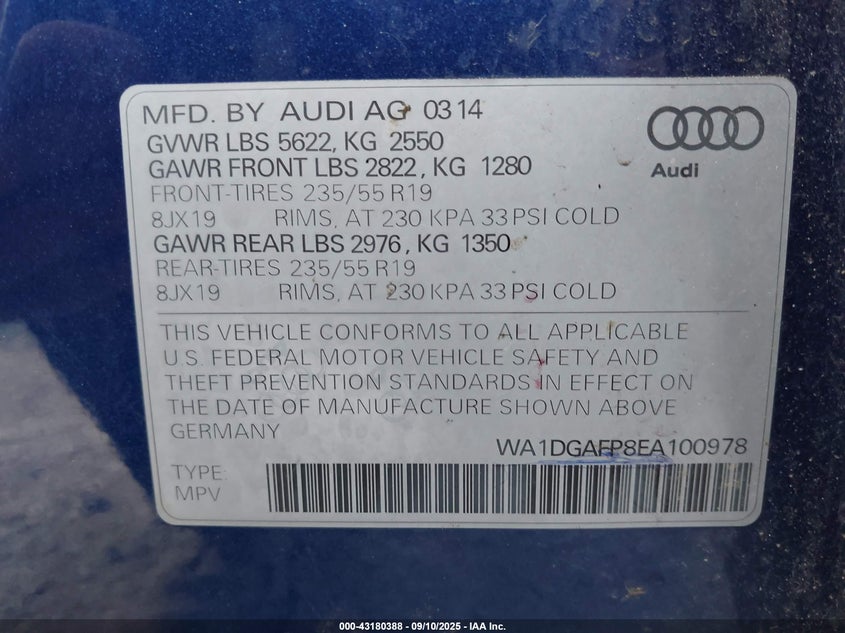 MFD. BY AUDI AG 0314
GVWR LBS 5622, KG 2550
GAWR FRONT LBS 2822, KG 1280
FRONT-TIRES 235/55 R19
8JX19 RIMS, AT 230 KPA 33 PSI COLD
GAWR REAR LBS 2976, KG 1350
REAR-TIRES 235/55 R19
8JX19 RIMS, AT 230 KPA 33 PSI COLD
Audi
THIS VEHICLE CONFORMS TO ALL APPLICABLE
U.S. FEDERAL MOTOR VEHICLE SAFETY AND
THEFT PREVENTION STANDARDS IN EFFECT ON
THE DATE OF MANUFACTURE SHOWN ABOVE
GERMANY
WA1DGAFP8EA100978
TYPE:
MPV
000-43180388 - 09/10/2025 - IAA Inc.